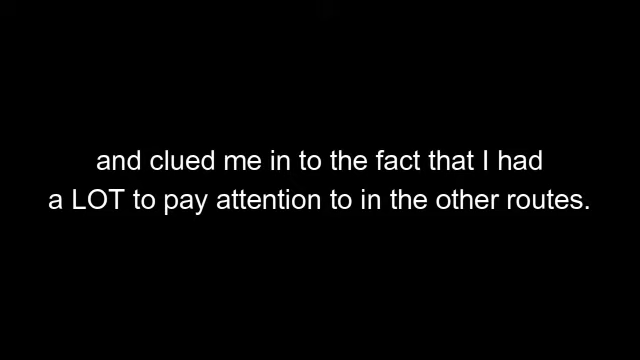 and clued me in to the fact that I had
a LOT to pay attention to in the other routes.